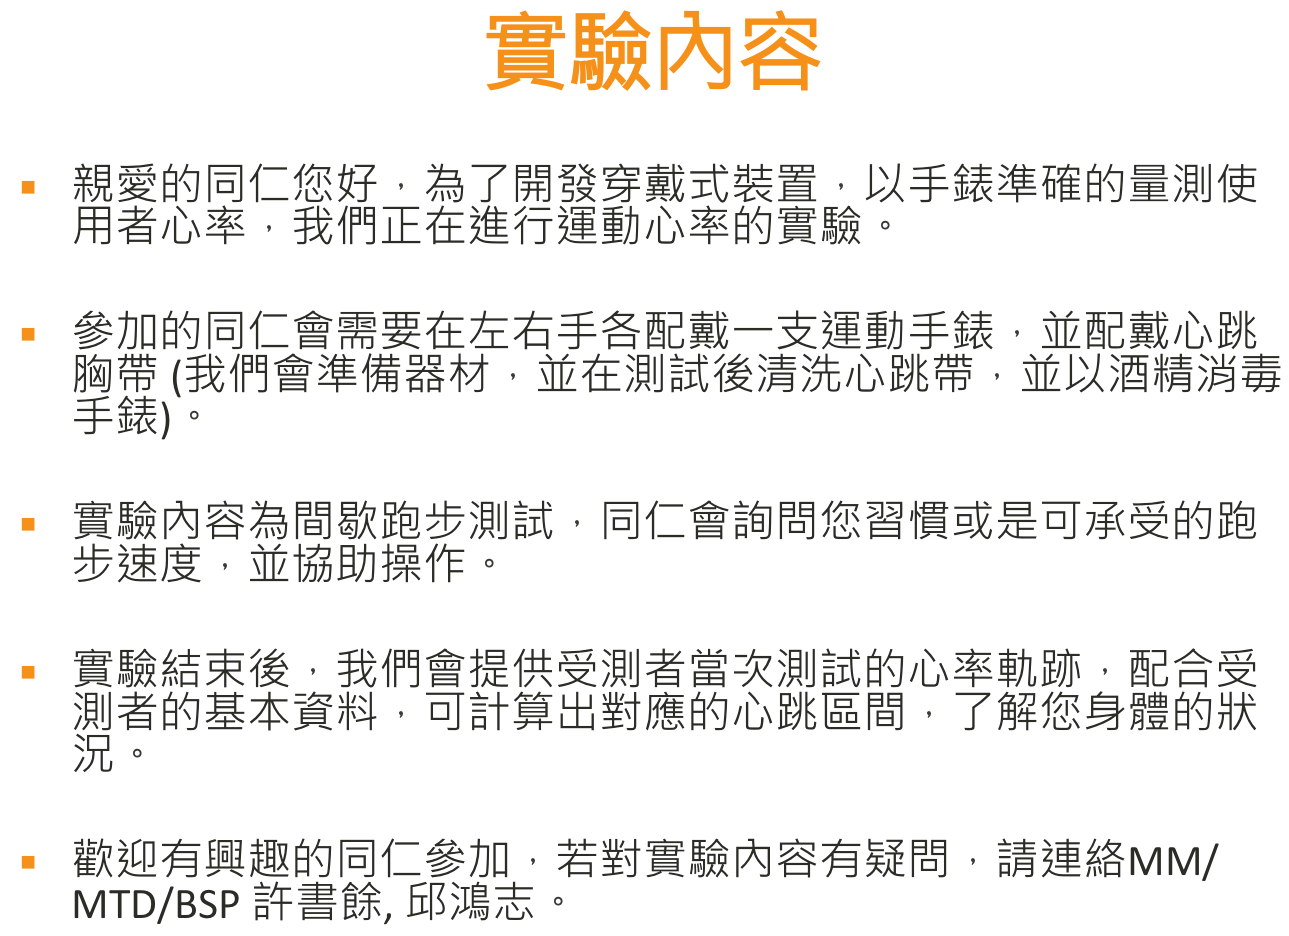 實驗內容
▪ 親愛的同仁您好，為了開發穿戴式裝置，以手錶準確的量測使
用者心率，我們正在進行運動心率的實驗。
▪ 參加的同仁會需要在左右手各配戴一支運動手錶，並配戴心跳
胸帶 (我們會準備器材，並在測試後清洗心跳帶，並以酒精消毒
手錶)。
▪ 實驗內容為間歇跑步測試，同仁會詢問您習慣或是可承受的跑
步速度，並協助操作。
▪ 實驗結束後，我們會提供受測者當次測試的心率軌跡，配合受
測者的基本資料，可計算出對應的心跳區間，了解您身體的狀
況。
▪ 歡迎有興趣的同仁參加，若對實驗內容有疑問，請連絡MM/
MTD/BSP 許書餘, 邱鴻志。